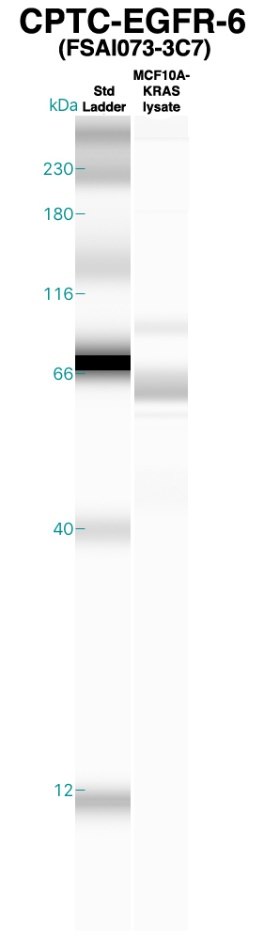 CPTC-EGFR-6
(FSAI073-3C7)
MCF10A-
Std KRAS
kDa Ladder lysate
230
180
116
66
40
12